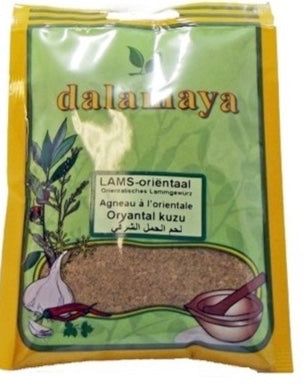 dalamaya
LAMS-oriëntaal
Orientalisches Lammgewürz
Agneau à l'orientale
Oryantal kuzu
لحم الحمل الشرقي